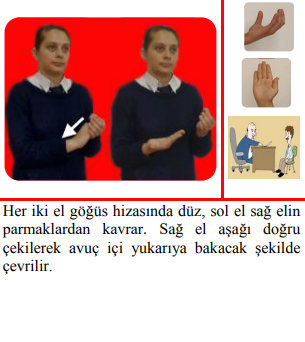 Her iki el göğüs hizasında düz, sol el sağ elin
parmaklardan kavrar. Sağ el aşağı doğru
çekilerek avuç içi yukarıya bakacak şekilde
çevrilir.